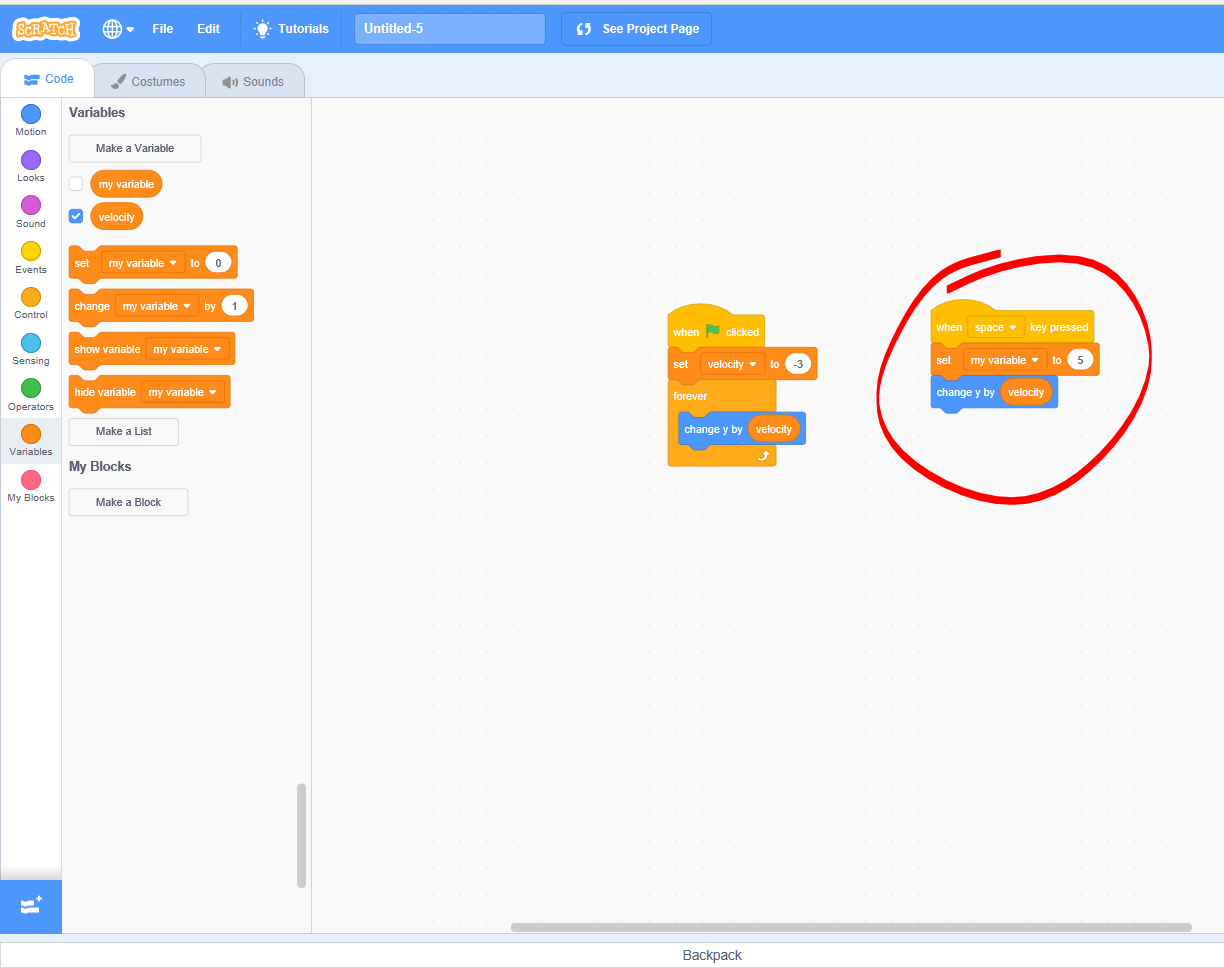 SCRATCH File Edit Tutorials Untitled-5 See Project Page
Code Costumes Sounds
Motion
Looks
Sound
Events
Control
Sensing
Operators
Variables
My Blocks
Variables
Make a Variable
my variable
velocity
set my variable to 0
change my variable by 1
show variable my variable
hide variable my variable
Make a List
My Blocks
Make a Block
when clicked
set velocity to -3
forever
change y by velocity
when space key pressed
set my variable to 5
change y by velocity
Backpack